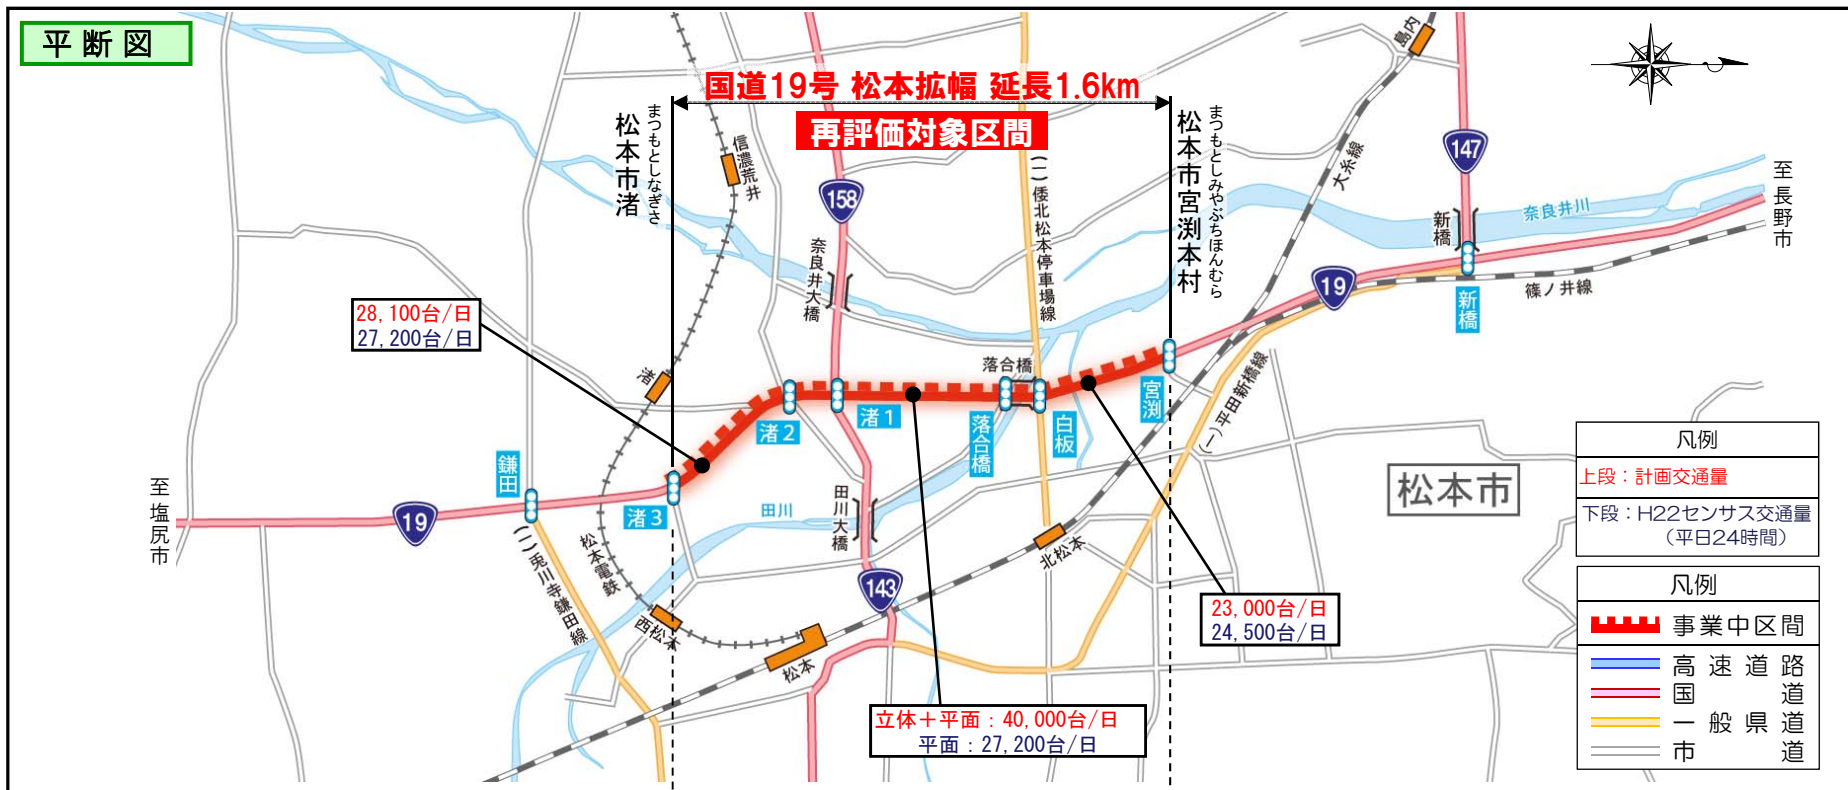 平断図
国道19号 松本拡幅 延長1.6km
再評価対象区間
松本市渚
まつもとしなぎさ
松本市宮渕本村
まつもとしみやぶちほんむら
信濃荒井
158
奈良井大橋
(一)倭北松本停車場線
大糸線
島内
147
新橋
奈良井川
至長野市
19
篠ノ井線
新橋
28,100台/日
27,200台/日
渚
渚2
渚1
落合橋
落合橋
白板
宮渕
(一)平田新橋線
鎌田
至塩尻市
19
渚3
田川
田川大橋
松本電鉄
(一)兎川寺鎌田線
西松本
松本
143
北松本
松本市
23,000台/日
24,500台/日
立体＋平面：40,000台/日
平面：27,200台/日
凡例
上段：計画交通量
下段：H22センサス交通量
（平日24時間）
凡例
事業中区間
高速道路
国道
一般県道
市道